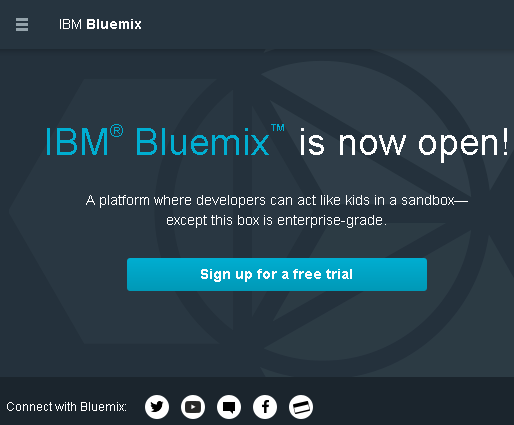 IBM Bluemix
IBM® Bluemix™ is now open!
A platform where developers can act like kids in a sandbox—
except this box is enterprise-grade.
Sign up for a free trial
Connect with Bluemix: